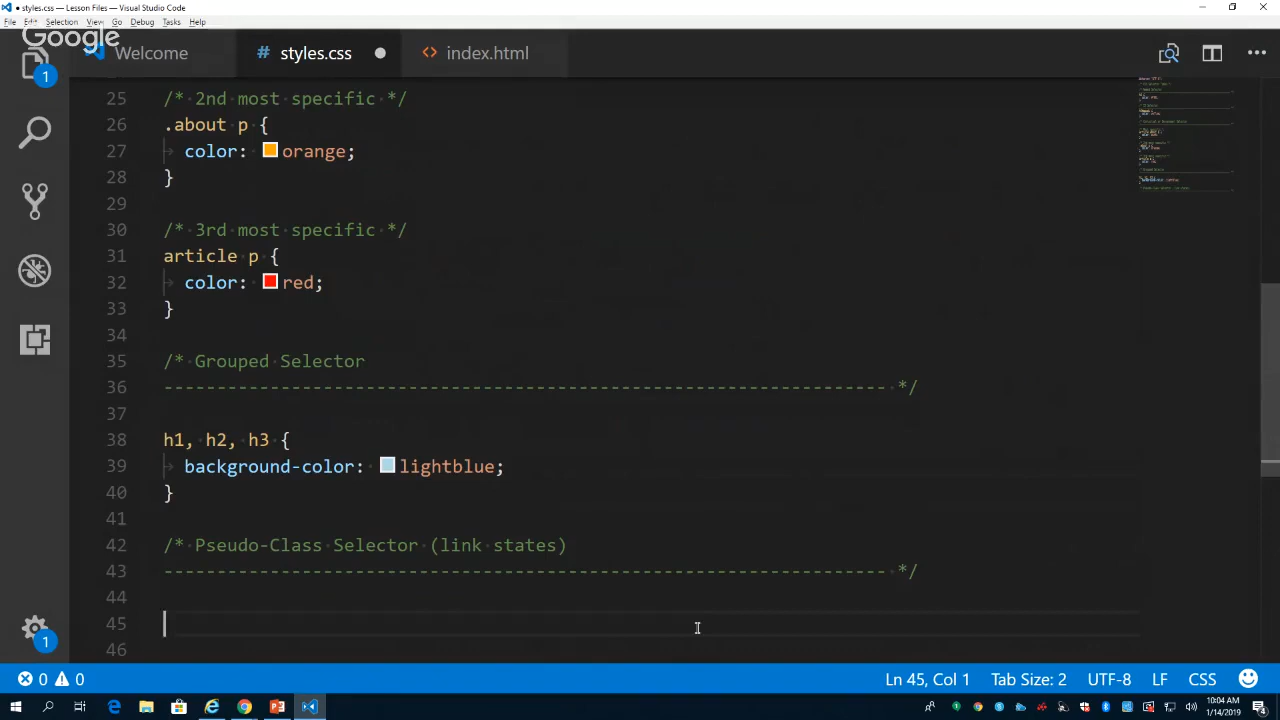 styles.css — Lesson Files — Visual Studio Code
File Edit Selection View Go Debug Tasks Help
Google
Welcome # styles.css <> index.html
25 /* 2nd most specific */
26 .about p {
27 color: orange;
28 }
29
30 /* 3rd most specific */
31 article p {
32 color: red;
33 }
34
35 /* Grouped Selector
36 --------------------------------------------------------------------- */
37
38 h1, h2, h3 {
39 background-color: lightblue;
40 }
41
42 /* Pseudo-Class Selector (link states)
43 --------------------------------------------------------------------- */
44
45
46
1
1
0 0 Ln 45, Col 1 Tab Size: 2 UTF-8 LF CSS
10:04 AM
1/14/2019